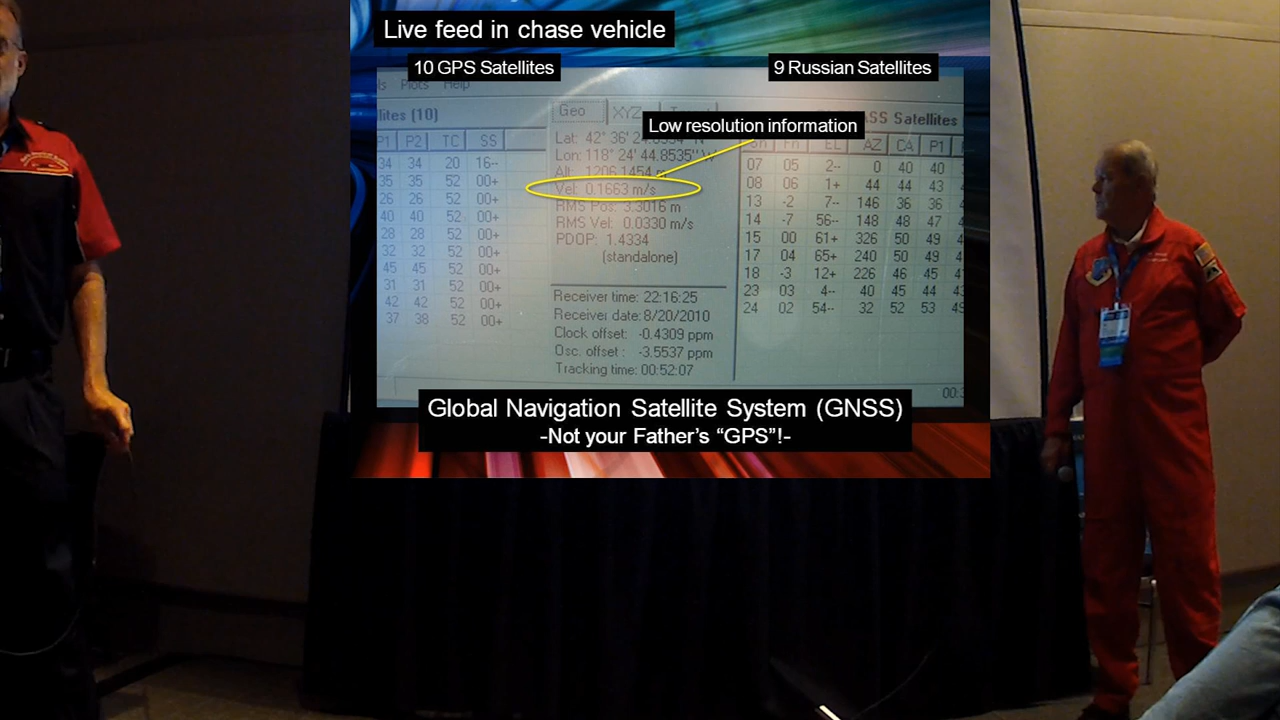 Live feed in chase vehicle
10 GPS Satellites
9 Russian Satellites
Plots Help
lites (10)
Geo XYZ
Low resolution information
SS Satellites
P1 P2 TC SS
34 34 20 16--
35 35 52 00+
26 26 52 00+
40 40 52 00+
28 28 52 00+
32 32 52 00+
45 45 52 00+
31 31 52 00+
42 42 52 00+
37 38 52 00+
Lat: 42° 36'
Lon: 118° 24' 44.8535"
Alt: 1206.1454
Vel: 0.1663 m/s
RMS Pos: 3.3016 m
RMS Vel: 0.0330 m/s
PDOP: 1.4334
(standalone)
Receiver time: 22:16:25
Receiver date: 8/20/2010
Clock offset: -0.4309 ppm
Osc. offset : -3.5537 ppm
Tracking time: 00:52:07
Sn Fn EL AZ CA P1
07 05 2-- 0 40 40
08 06 1+ 44 44 43
13 -2 7-- 146 36 36
14 -7 56-- 148 48 47
15 00 61+ 326 50 49
17 04 65+ 240 50 49
18 -3 12+ 226 46 45
23 03 4-- 40 45 44
24 02 54-- 32 52 53
Global Navigation Satellite System (GNSS)
-Not your Father's “GPS”!-